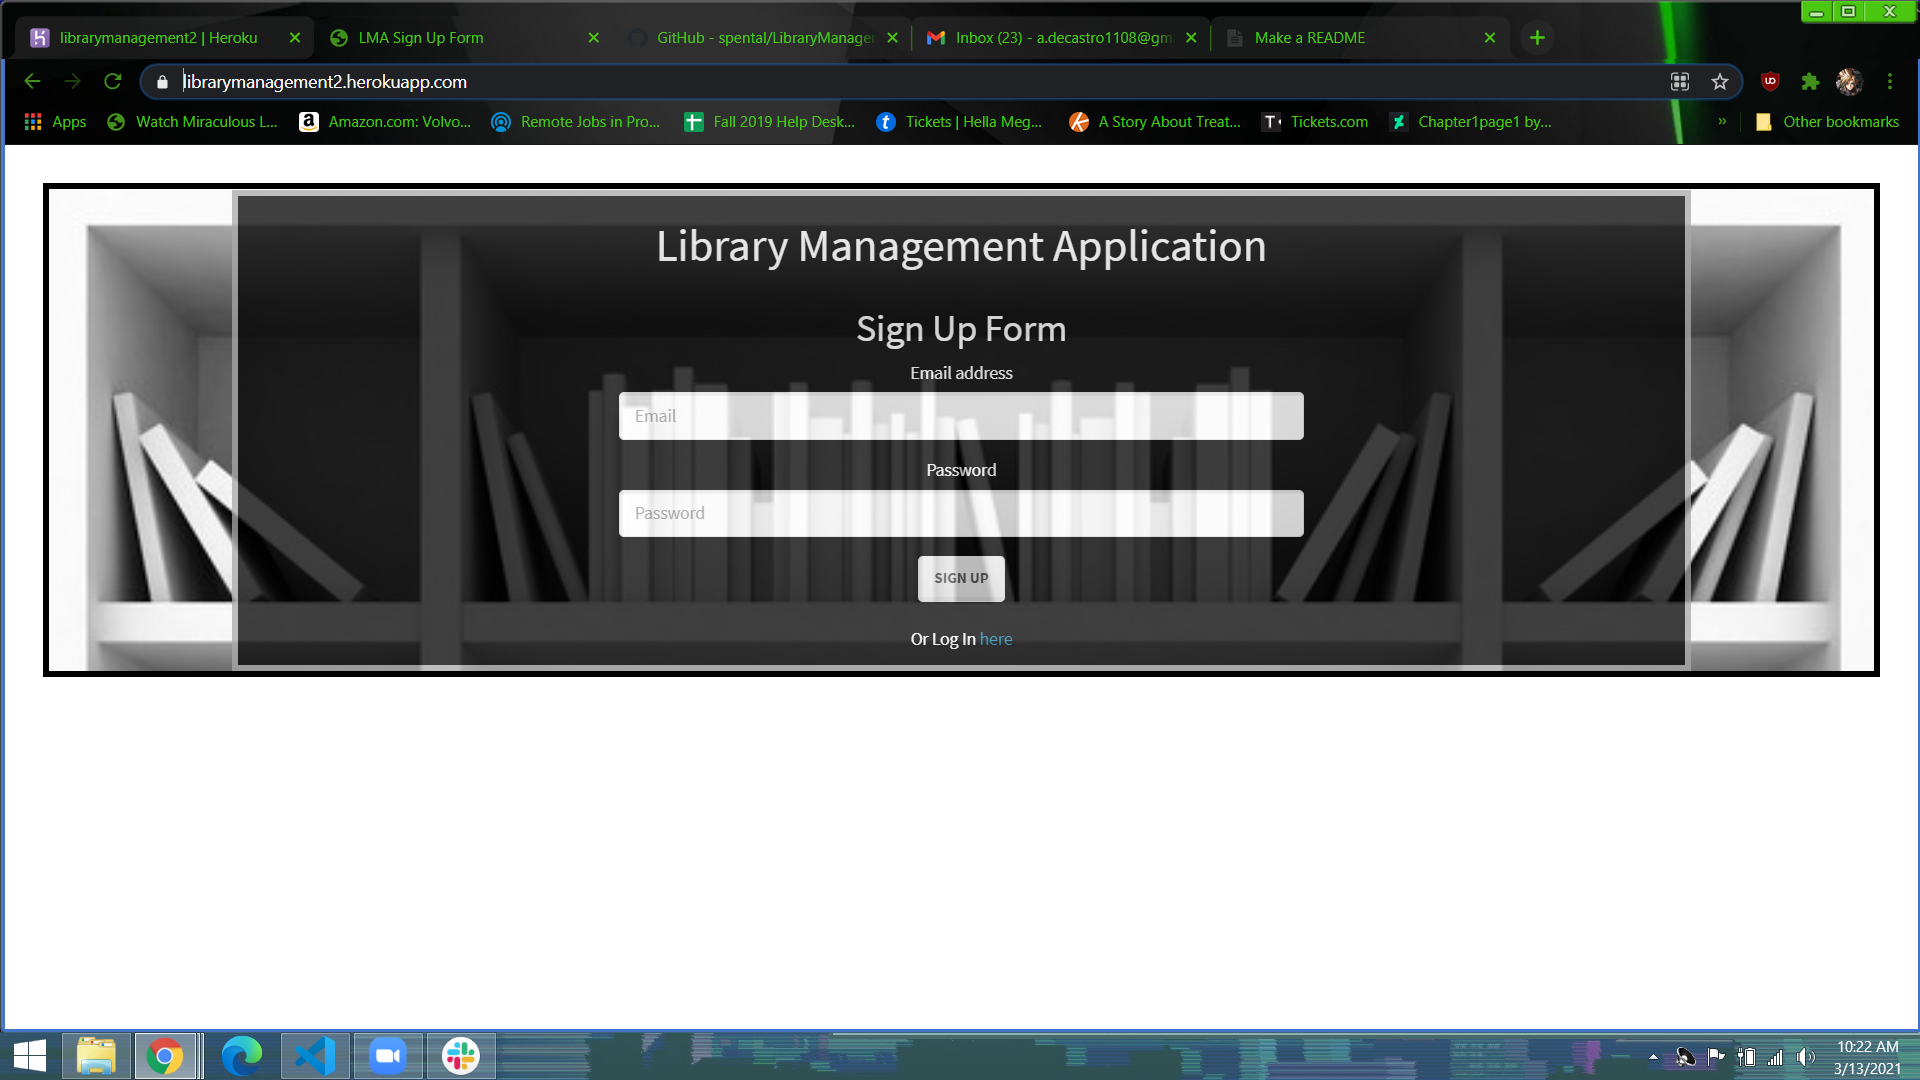 librarymanagement2 | Heroku
LMA Sign Up Form
GitHub - spental/LibraryManage
Inbox (23) - a.decastro1108@gm
Make a README
librarymanagement2.herokuapp.com
Apps
Watch Miraculous L...
Amazon.com: Volvo...
Remote Jobs in Pro...
Fall 2019 Help Desk...
Tickets | Hella Meg...
A Story About Treat...
Tickets.com
Chapter1page1 by...
»
Other bookmarks
Library Management Application
Sign Up Form
Email address
Email
Password
Password
SIGN UP
Or Log In here
10:22 AM
3/13/2021